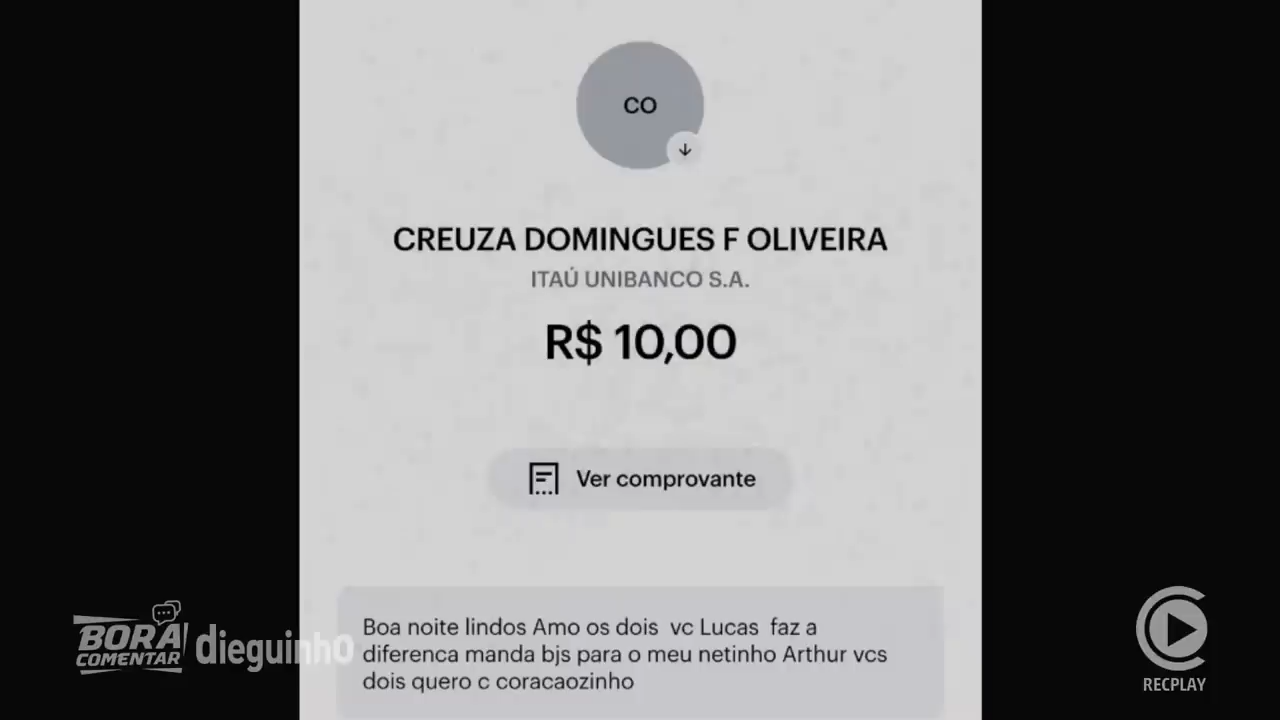 CO
CREUZA DOMINGUES F OLIVEIRA
ITAÚ UNIBANCO S.A.
R$ 10,00
Ver comprovante
Boa noite lindos Amo os dois  vc Lucas  faz a
diferenca manda bjs para o meu netinho Arthur vcs
dois quero c coracaozinho
BORA
COMENTAR
dieguinh0
RECPLAY